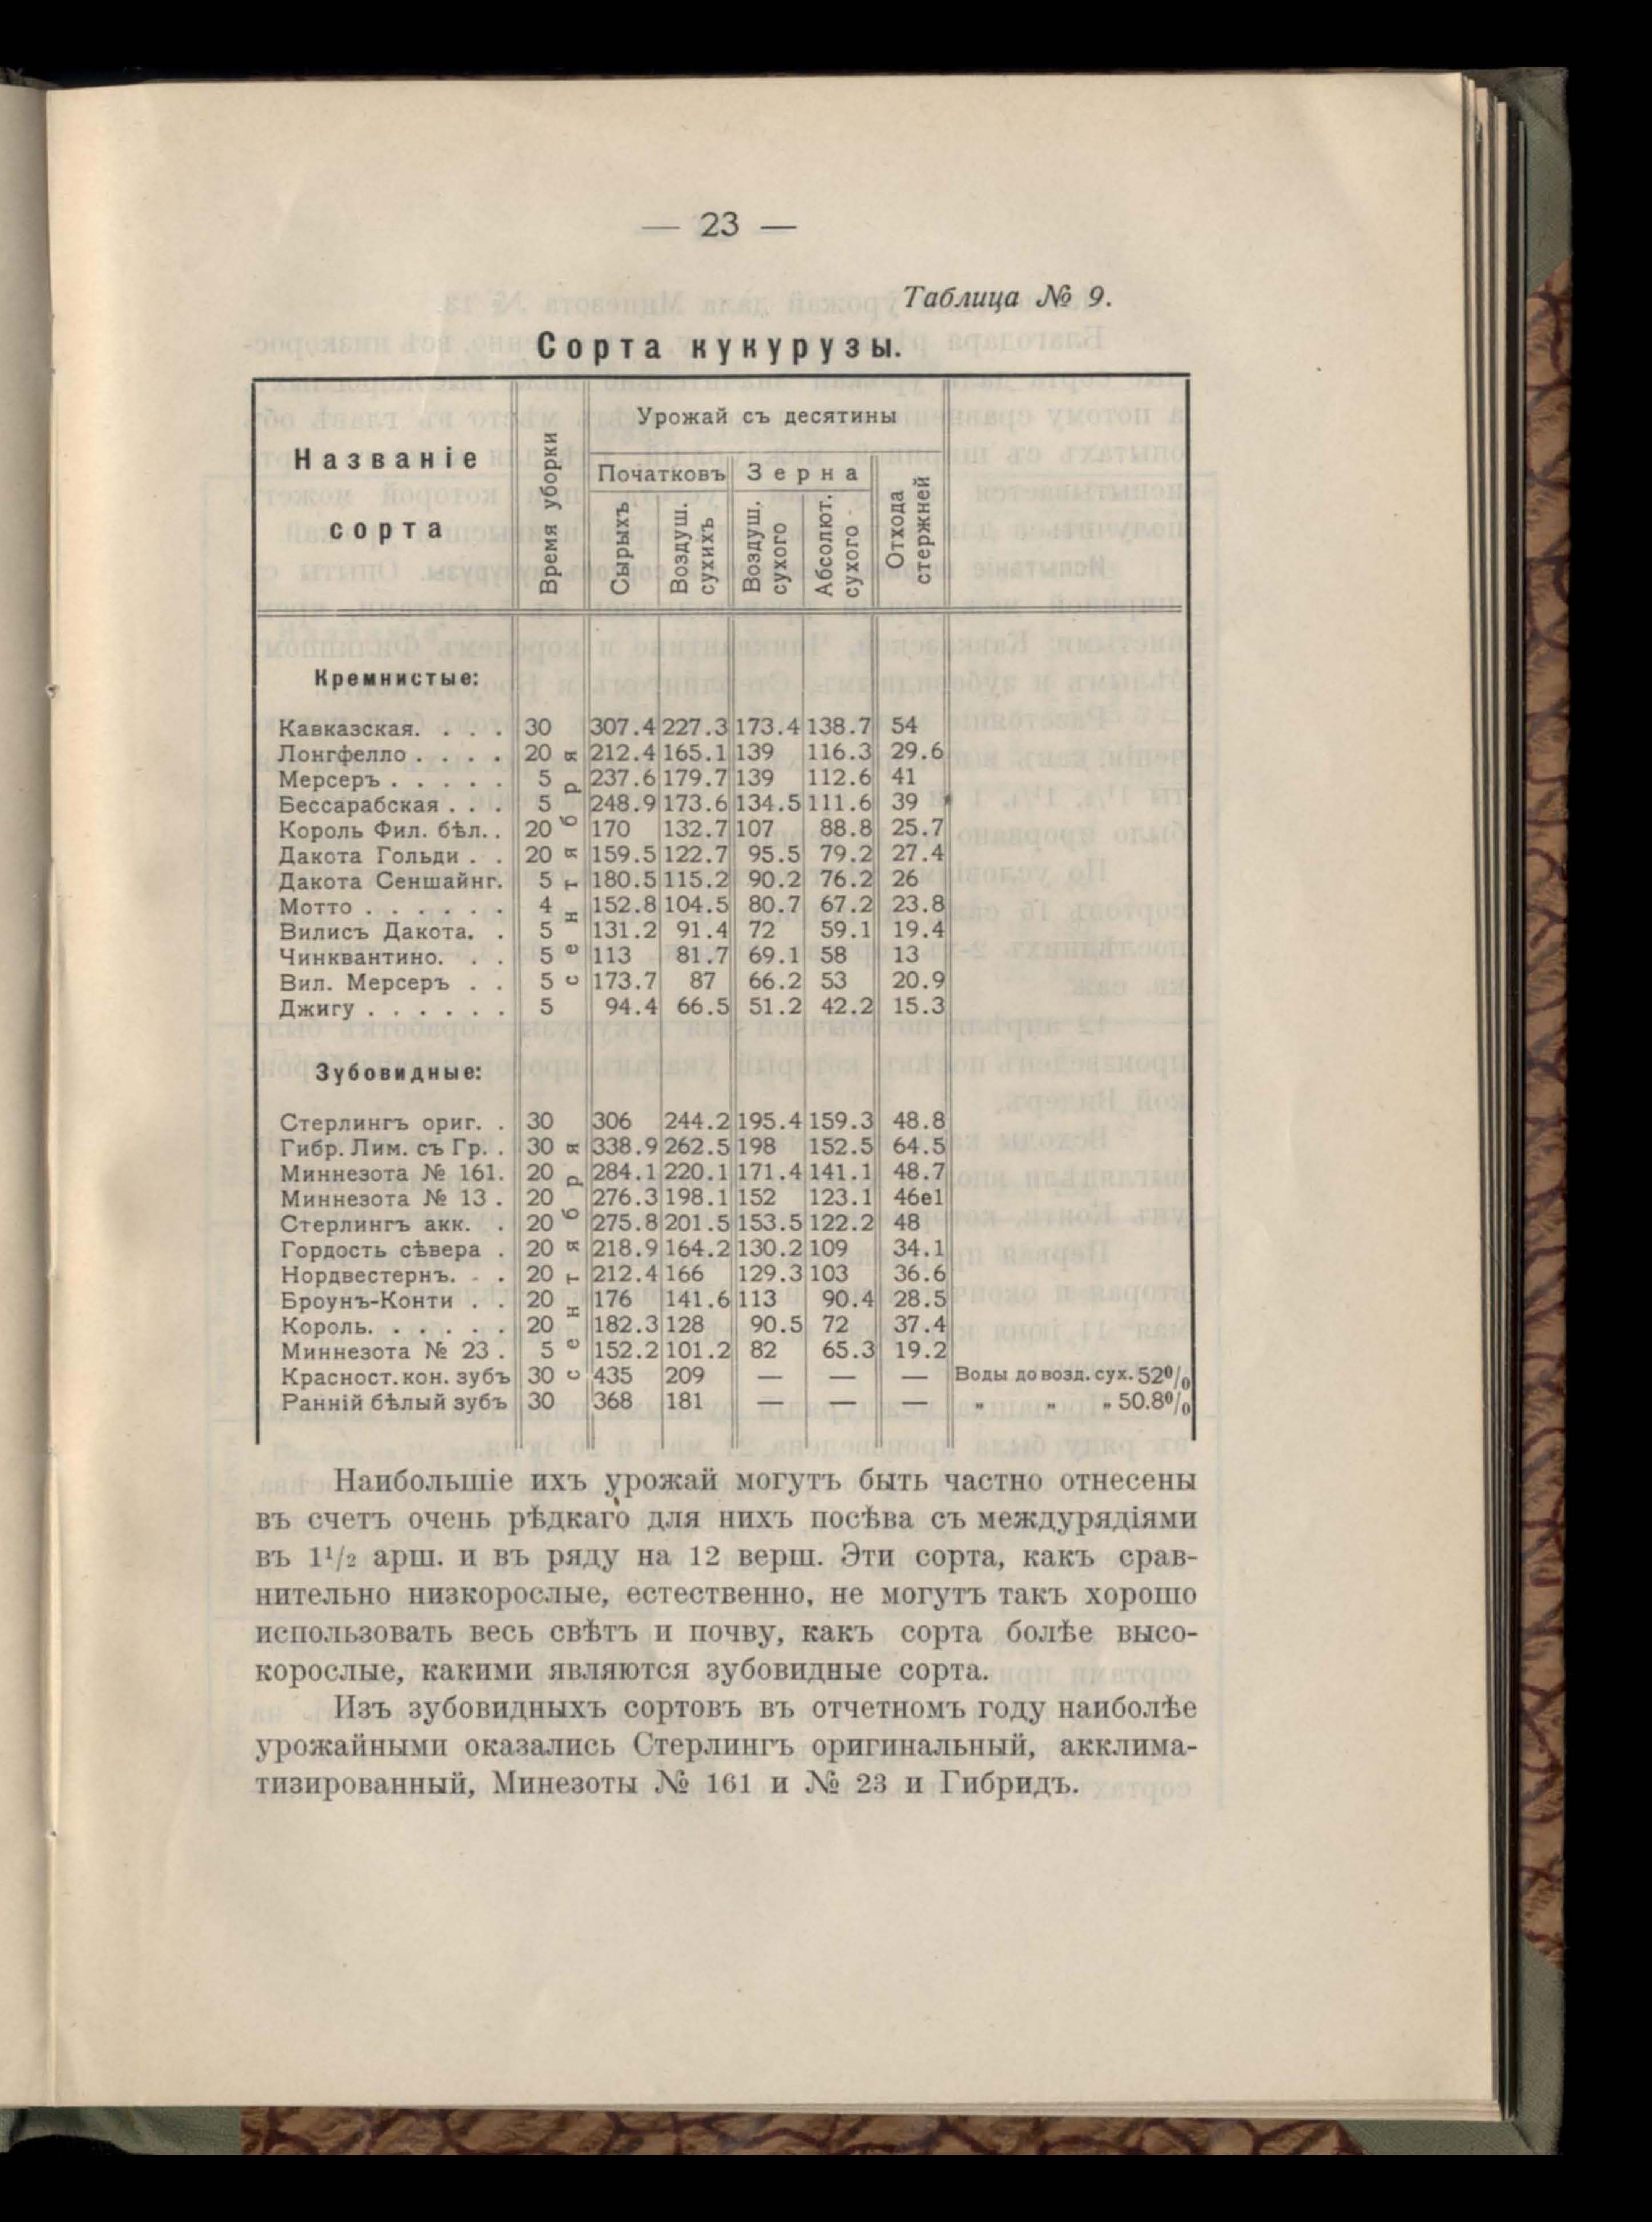 — 23 —
Таблица № 9.
Сорта кукурузы.
Названіе сорта
Время уборки
Урожай съ десятины
Початковъ
Зерна
Сырыхъ
Воздуш. сухихъ
Воздуш. сухого
Абсолют. сухого
Отхода стержней
Кремнистые:
Кавказская. . . . 30 307.4 227.3 173.4 138.7 54
Лонгфелло . . . . 20 212.4 165.1 139 116.3 29.6
Мерсеръ . . . . . 5 237.6 179.7 139 112.6 41
Бессарабская . . . 5 248.9 173.6 134.5 111.6 39
Король Фил. бѣл. . 20 170 132.7 107 88.8 25.7
Дакота Гольди . . 20 159.5 122.7 95.5 79.2 27.4
Дакота Сеншайнг. 5 180.5 115.2 90.2 76.2 26
Мотто . . . . . . 4 152.8 104.5 80.7 67.2 23.8
Вилисъ Дакота. . 5 131.2 91.4 72 59.1 19.4
Чинквантино. . . 5 113 81.7 69.1 58 13
Вил. Мерсеръ . . 5 173.7 87 66.2 53 20.9
Джигу . . . . . . 5 94.4 66.5 51.2 42.2 15.3
сентября
Зубовидные:
Стерлингъ ориг. . 30 306 244.2 195.4 159.3 48.8
Гибр. Лим. съ Гр. . 30 338.9 262.5 198 152.5 64.5
Миннезота № 161. 20 284.1 220.1 171.4 141.1 48.7
Миннезота № 13 . 20 276.3 198.1 152 123.1 46е1
Стерлингъ акк. . 20 275.8 201.5 153.5 122.2 48
Гордость сѣвера . 20 218.9 164.2 130.2 109 34.1
Нордвестернъ. . . 20 212.4 166 129.3 103 36.6
Броунъ-Конти . . 20 176 141.6 113 90.4 28.5
Король. . . . . . 20 182.3 128 90.5 72 37.4
Миннезота № 23 . 5 152.2 101.2 82 65.3 19.2
Красност. кон. зубъ 30 435 209 — — — Воды до возд. сух. 52%
Ранній бѣлый зубъ 30 368 181 — — — „ „ „ 50.8%
сентября
Наибольшіе ихъ урожай могутъ быть частно отнесены
въ счетъ очень рѣдкаго для нихъ посѣва съ междурядіями
въ 1¹/₂ арш. и въ ряду на 12 верш. Эти сорта, какъ срав-
нительно низкорослые, естественно, не могутъ такъ хорошо
использовать весь свѣтъ и почву, какъ сорта болѣе высо-
корослые, какими являются зубовидные сорта.
Изъ зубовидныхъ сортовъ въ отчетномъ году наиболѣе
урожайными оказались Стерлингъ оригинальный, акклима-
тизированный, Минезоты № 161 и № 23 и Гибридъ.